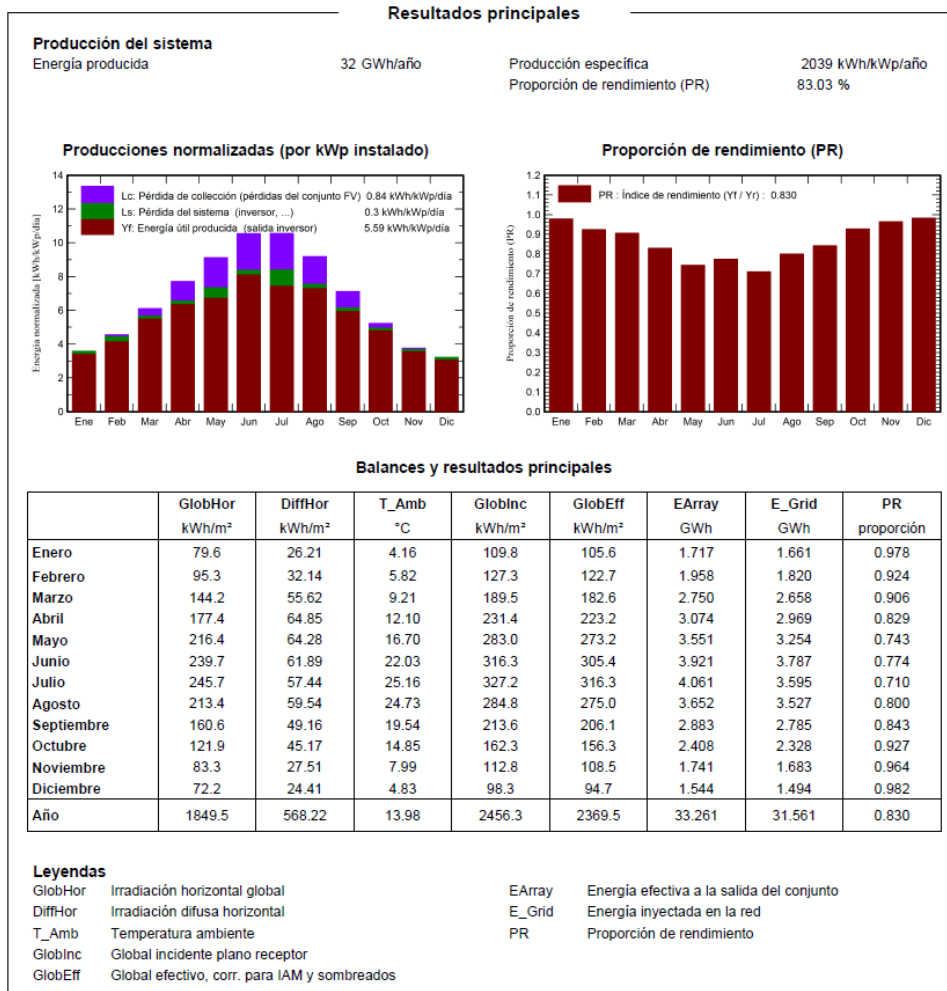 Resultados principales
Producción del sistema
Energía producida 32 GWh/año Producción específica 2039 kWh/kWp/año
Proporción de rendimiento (PR) 83.03 %
Producciones normalizadas (por kWp instalado)
Energía normalizada [kWh/kWp/día]
14
12
10
8
6
4
2
0
Lc: Pérdida de colección (pérdidas del conjunto FV) 0.84 kWh/kWp/día
Ls: Pérdida del sistema (inversor, ...) 0.3 kWh/kWp/día
Yf: Energía útil producida (salida inversor) 5.59 kWh/kWp/día
Ene Feb Mar Abr May Jun Jul Ago Sep Oct Nov Dic
Proporción de rendimiento (PR)
Proporción de rendimiento (PR)
1.2
1.1
1.0
0.9
0.8
0.7
0.6
0.5
0.4
0.3
0.2
0.1
0.0
PR : Índice de rendimiento (Yf / Yr) : 0.830
Ene Feb Mar Abr May Jun Jul Ago Sep Oct Nov Dic
Balances y resultados principales
GlobHor DiffHor T_Amb GlobInc GlobEff EArray E_Grid PR
kWh/m² kWh/m² °C kWh/m² kWh/m² GWh GWh proporción
Enero 79.6 26.21 4.16 109.8 105.6 1.717 1.661 0.978
Febrero 95.3 32.14 5.82 127.3 122.7 1.958 1.820 0.924
Marzo 144.2 55.62 9.21 189.5 182.6 2.750 2.658 0.906
Abril 177.4 64.85 12.10 231.4 223.2 3.074 2.969 0.829
Mayo 216.4 64.28 16.70 283.0 273.2 3.551 3.254 0.743
Junio 239.7 61.89 22.03 316.3 305.4 3.921 3.787 0.774
Julio 245.7 57.44 25.16 327.2 316.3 4.061 3.595 0.710
Agosto 213.4 59.54 24.73 284.8 275.0 3.652 3.527 0.800
Septiembre 160.6 49.16 19.54 213.6 206.1 2.883 2.785 0.843
Octubre 121.9 45.17 14.85 162.3 156.3 2.408 2.328 0.927
Noviembre 83.3 27.51 7.99 112.8 108.5 1.741 1.683 0.964
Diciembre 72.2 24.41 4.83 98.3 94.7 1.544 1.494 0.982
Año 1849.5 568.22 13.98 2456.3 2369.5 33.261 31.561 0.830
Leyendas
GlobHor Irradiación horizontal global EArray Energía efectiva a la salida del conjunto
DiffHor Irradiación difusa horizontal E_Grid Energía inyectada en la red
T_Amb Temperatura ambiente PR Proporción de rendimiento
GlobInc Global incidente plano receptor
GlobEff Global efectivo, corr. para IAM y sombreados